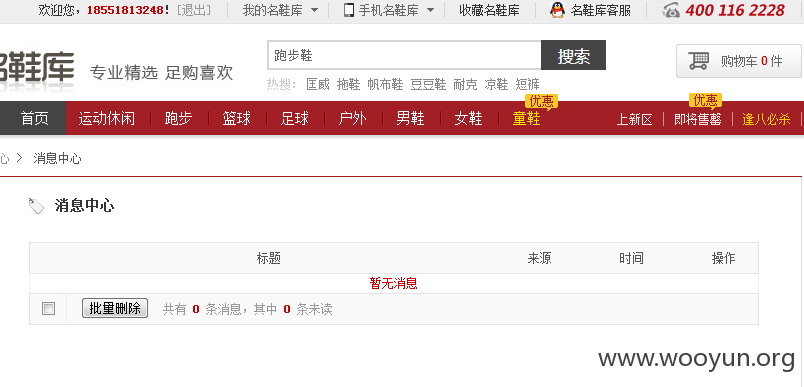 欢迎您，18551813248! [退出] 我的名鞋库 手机名鞋库 收藏名鞋库 名鞋库客服 400 116 2228
名鞋库 专业精选 足购喜欢 跑步鞋 搜索 购物车 0 件
热搜： 匡威 拖鞋 帆布鞋 豆豆鞋 耐克 凉鞋 短裤
优惠 优惠
首页 运动休闲 跑步 篮球 足球 户外 男鞋 女鞋 童鞋 上新区 即将售罄 逢八必杀
心 > 消息中心
消息中心
标题 来源 时间 操作
暂无消息
批量删除 共有 0 条消息，其中 0 条未读
www.wooyun.org